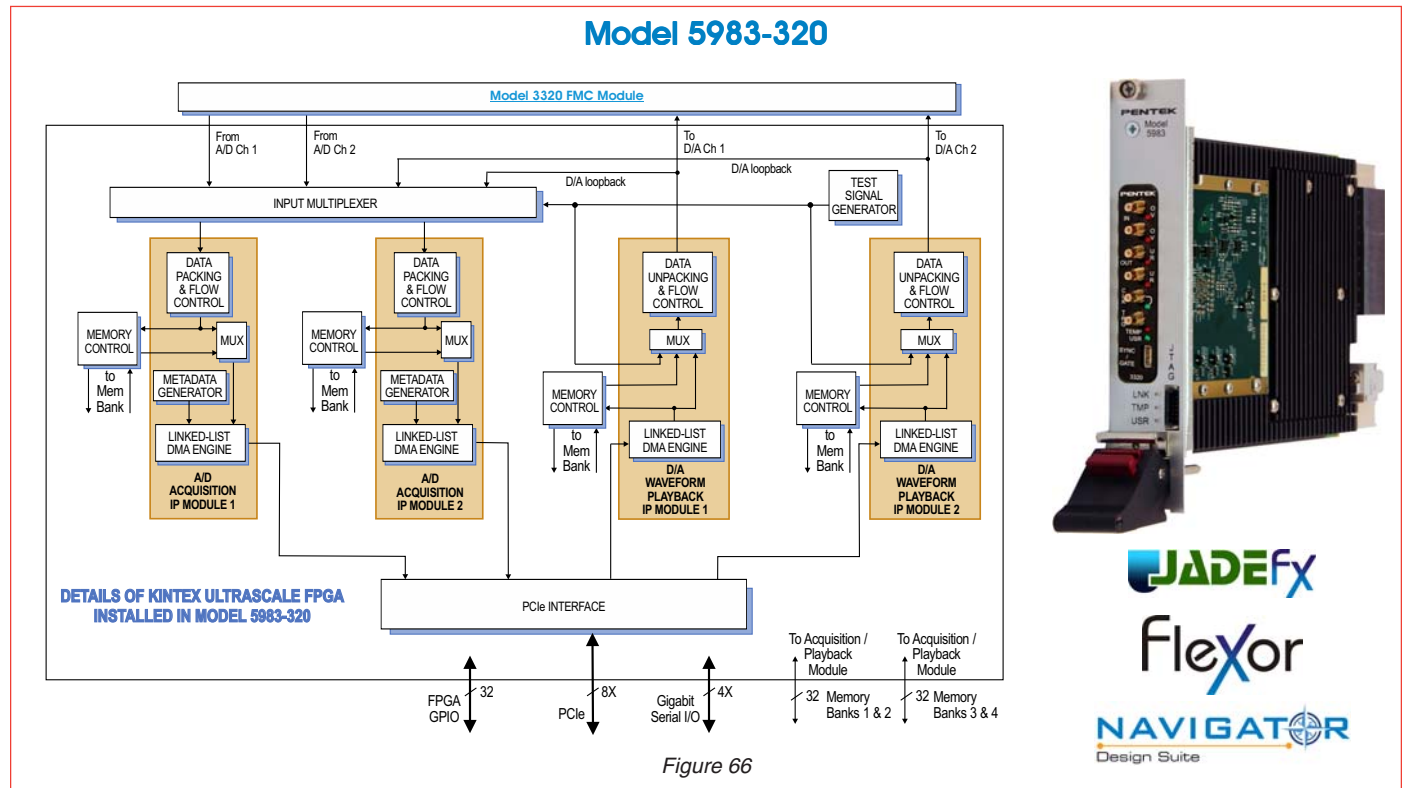 Model 5983-320
Model 3320 FMC Module
From
A/D Ch 1
From
A/D Ch 2
To
D/A Ch 1
To
D/A Ch 2
D/A loopback
D/A loopback
INPUT MULTIPLEXER
TEST
SIGNAL
GENERATOR
DATA
PACKING
& FLOW
CONTROL
MEMORY
CONTROL
MUX
to
Mem
Bank
METADATA
GENERATOR
LINKED-LIST
DMA ENGINE
A/D
ACQUISITION
IP MODULE 1
DATA
PACKING
& FLOW
CONTROL
MEMORY
CONTROL
MUX
to
Mem
Bank
METADATA
GENERATOR
LINKED-LIST
DMA ENGINE
A/D
ACQUISITION
IP MODULE 2
DATA
UNPACKING
& FLOW
CONTROL
MUX
MEMORY
CONTROL
to
Mem
Bank
LINKED-LIST
DMA ENGINE
D/A
WAVEFORM
PLAYBACK
IP MODULE 1
DATA
UNPACKING
& FLOW
CONTROL
MUX
MEMORY
CONTROL
to
Mem
Bank
LINKED-LIST
DMA ENGINE
D/A
WAVEFORM
PLAYBACK
IP MODULE 2
DETAILS OF KINTEX ULTRASCALE FPGA
INSTALLED IN MODEL 5983-320
PCIe INTERFACE
FPGA
GPIO
32
PCIe
8X
Gigabit
Serial I/O
4X
To Acquisition /
Playback
Module
32 Memory
Banks 1 & 2
To Acquisition /
Playback
Module
32 Memory
Banks 3 & 4
Figure 66
PENTEK
Model
5983
PENTEK
IN
OUT
TEMP
USR
SYNC
/
GATE
3320
JTAG
LNK
TMP
USR
JADEFX
FleXor
NAVIGATOR
Design Suite